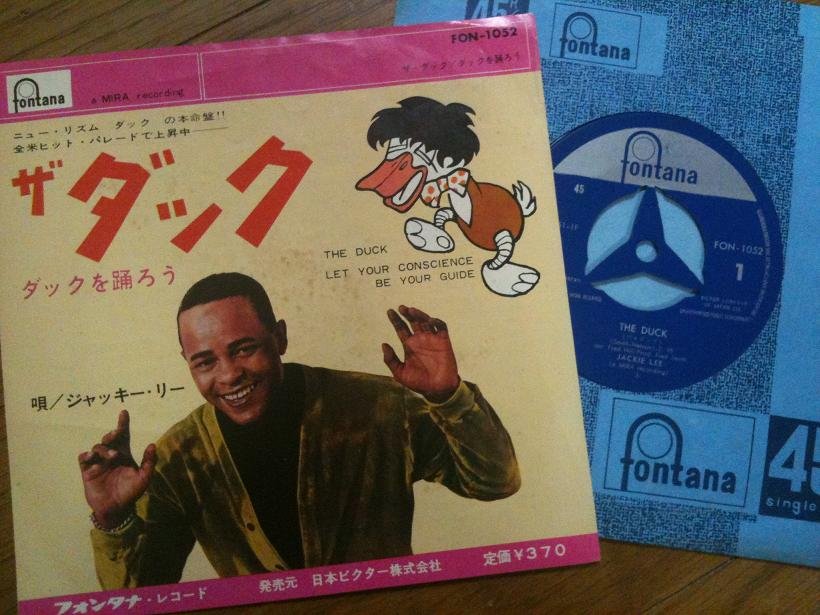 fontana
a MIRA recording
FON-1052
ザ・ダック／ダックを踊ろう
ニュー・リズム ダック の本命盤!!
全米ヒット・パレードで上昇中――
ザ ダック
ダックを踊ろう
THE DUCK
LET YOUR CONSCIENCE
BE YOUR GUIDE
唄／ジャッキー・リー
フォンタナ・レコード
発売元 日本ビクター株式会社
定価¥370
45
fontana
fontana
45
FON-1052
1
THE DUCK
JACKIE LEE
(a MIRA recording)
fontana
45
single